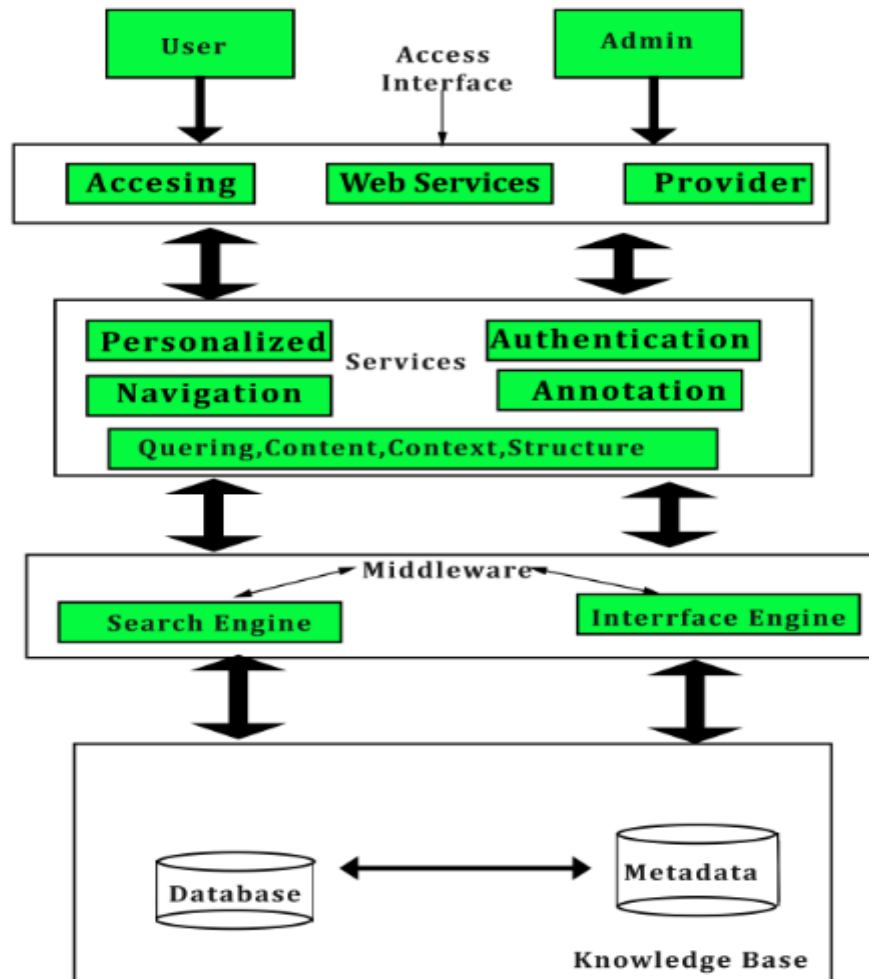 User
Admin
Access
Interface
Accesing
Web Services
Provider
Personalized
Authentication
Services
Navigation
Annotation
Quering,Content,Context,Structure
Middleware
Search Engine
Interrface Engine
Database
Metadata
Knowledge Base